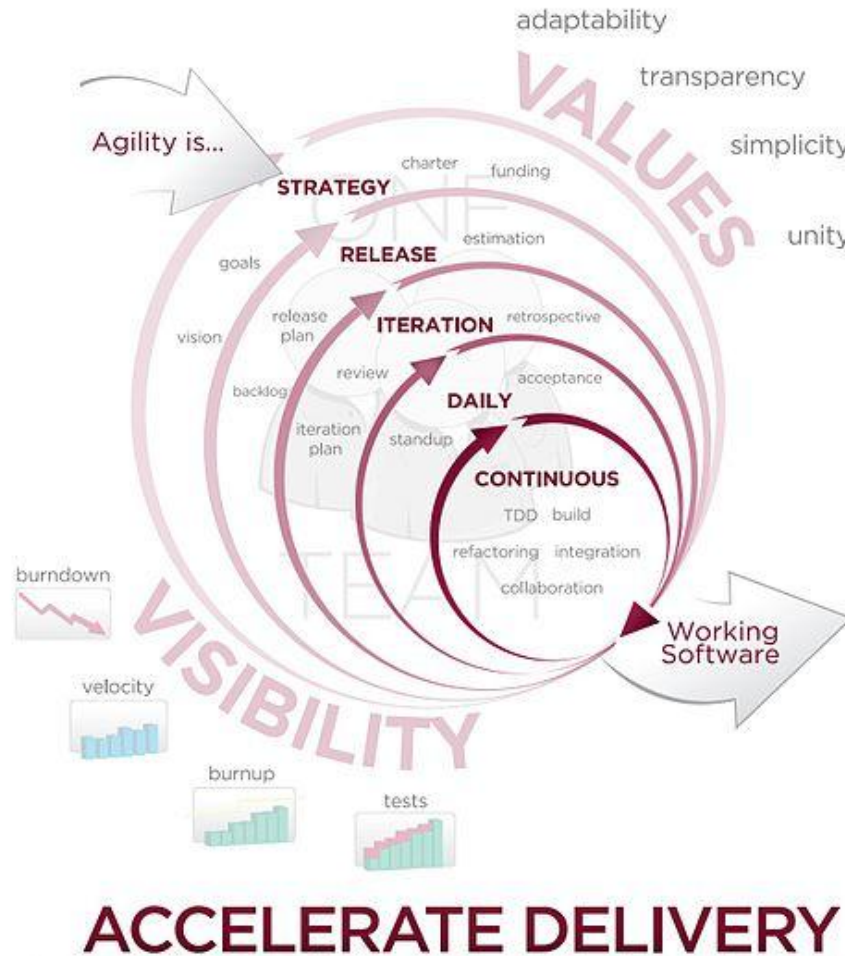 adaptability
VALUES
transparency
Agility is...
simplicity
charter
funding
STRATEGY
ONE
unity
estimation
RELEASE
goals
release
plan
retrospective
ITERATION
vision
review
acceptance
backlog
DAILY
iteration
plan
standup
CONTINUOUS
TDD build
refactoring integration
TEAM
collaboration
burndown
VISIBILITY
Working
Software
velocity
burnup
tests
ACCELERATE DELIVERY